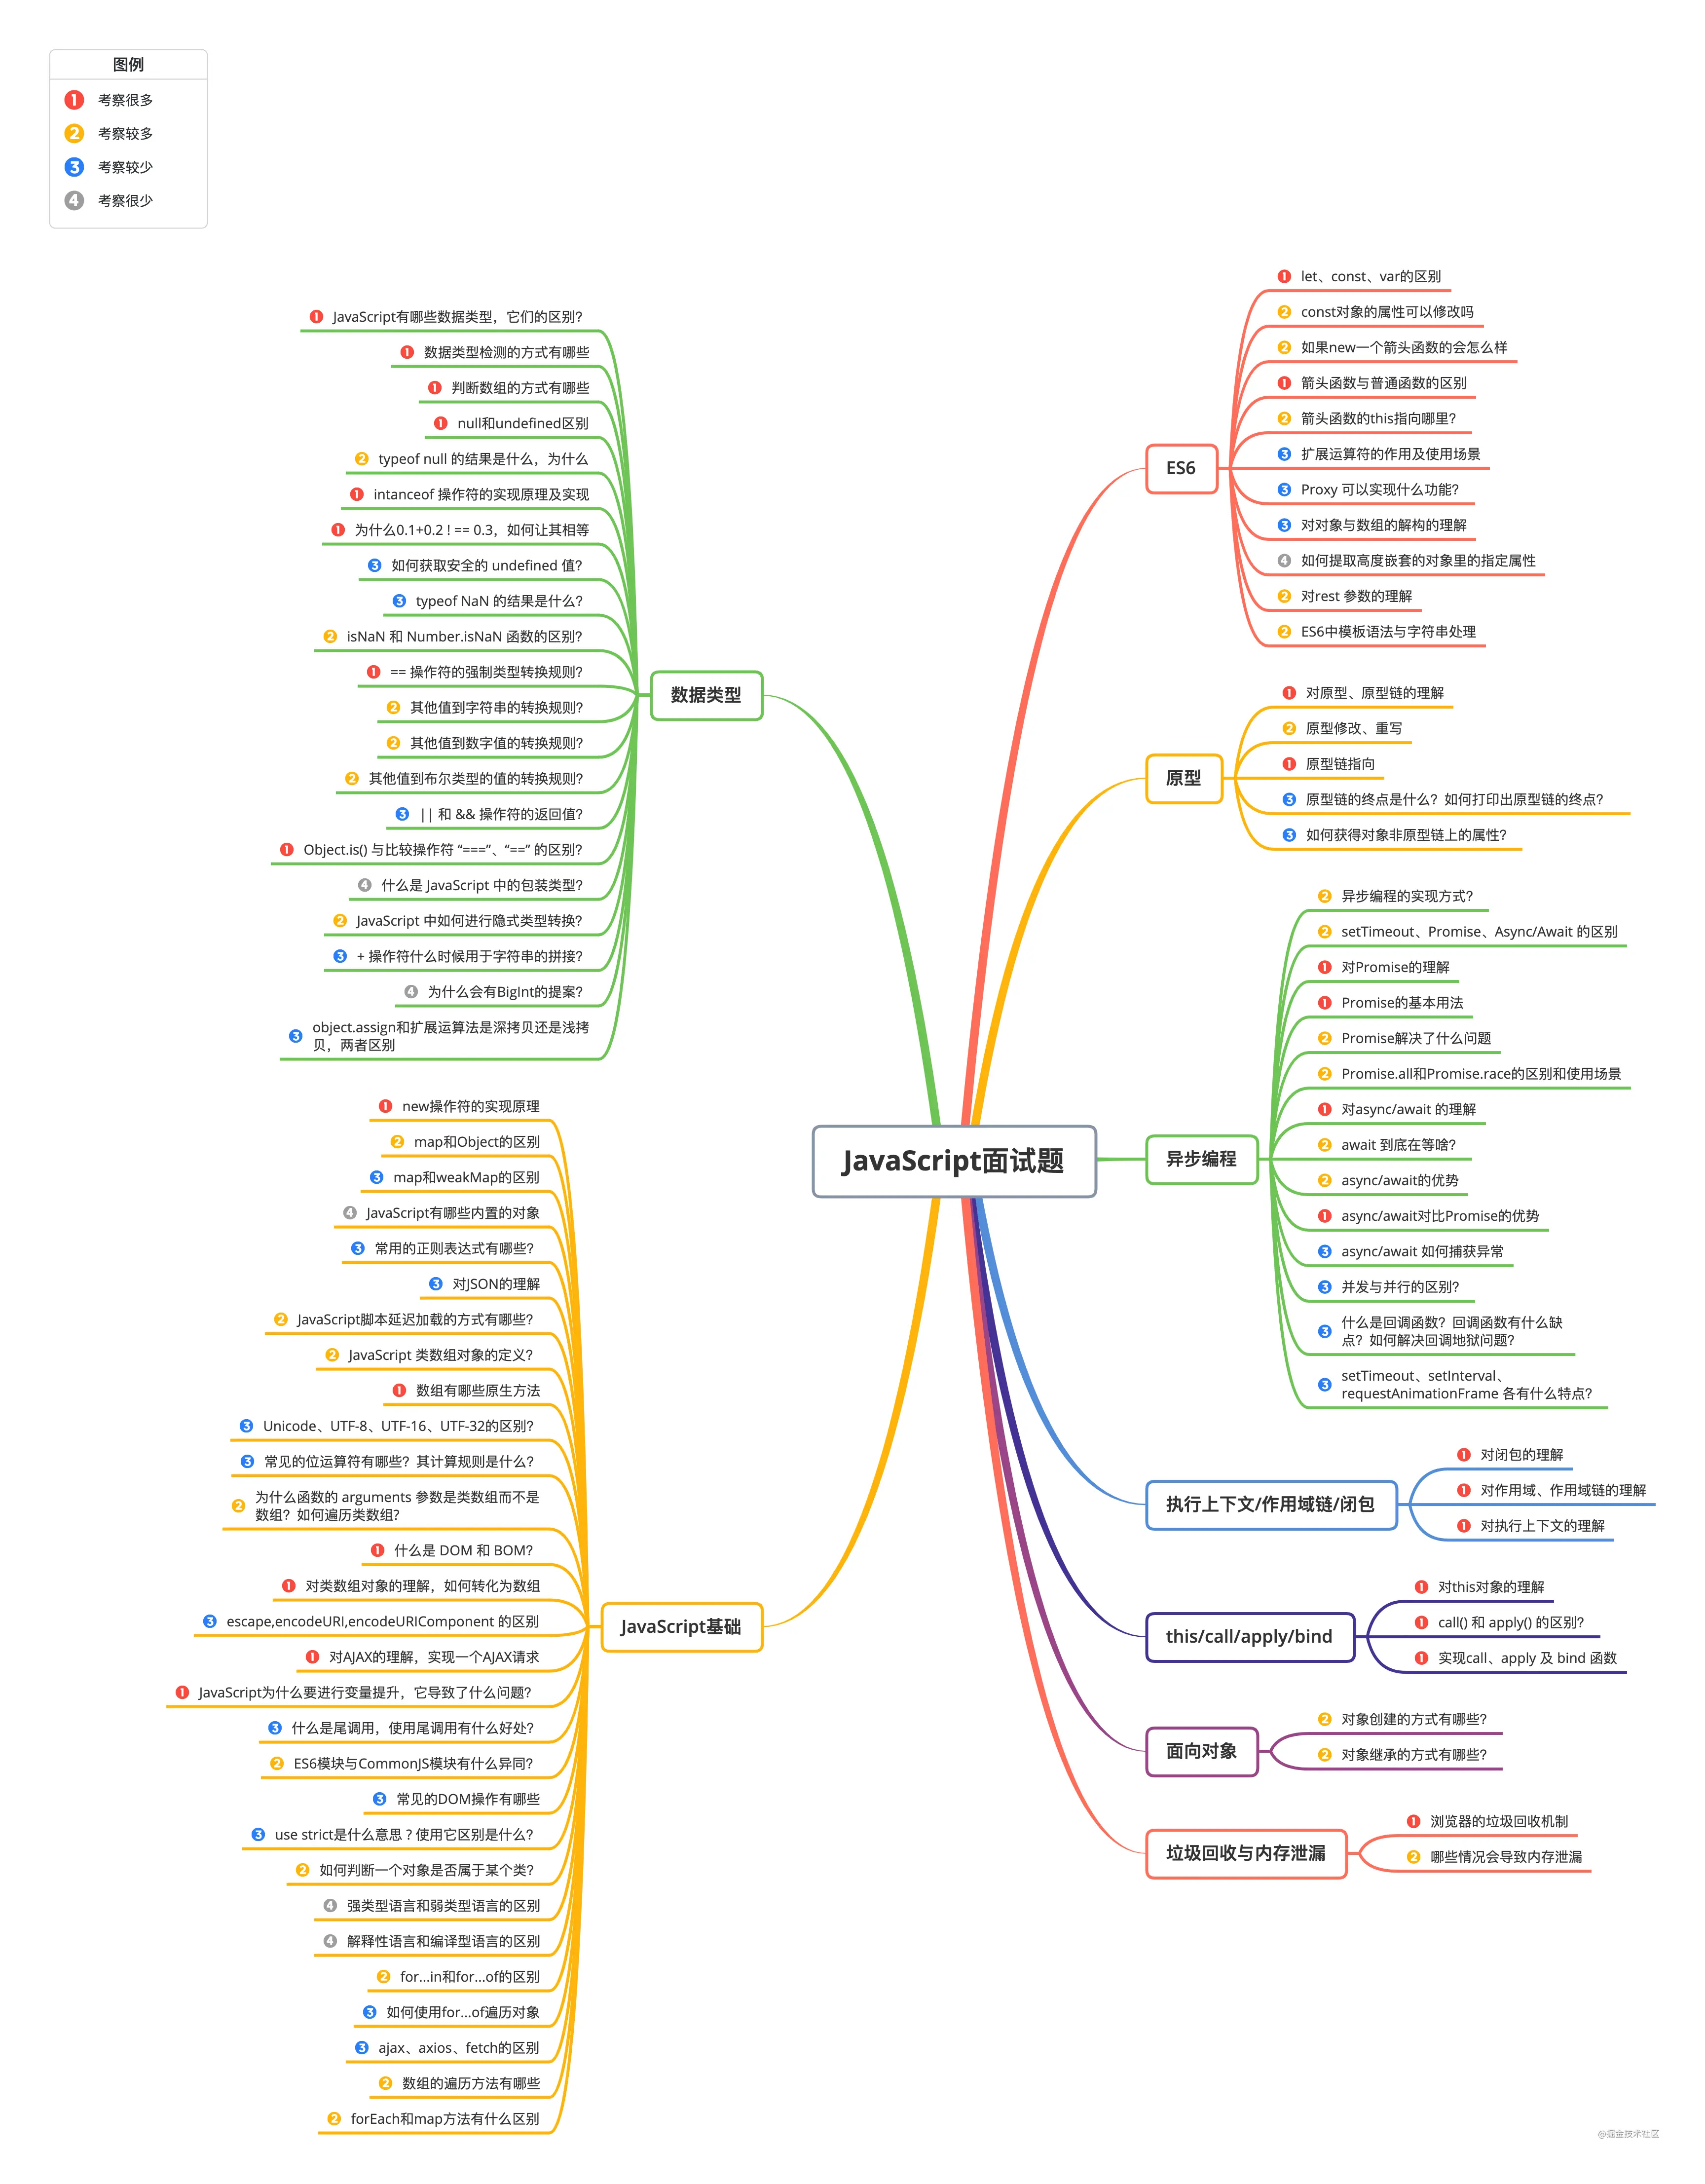 图例
1 考察很多
2 考察较多
3 考察较少
4 考察很少
JavaScript面试题
数据类型
1 JavaScript有哪些数据类型，它们的区别？
1 数据类型检测的方式有哪些
1 判断数组的方式有哪些
1 null和undefined区别
2 typeof null 的结果是什么，为什么
1 intanceof 操作符的实现原理及实现
1 为什么0.1+0.2 ! == 0.3，如何让其相等
3 如何获取安全的 undefined 值？
3 typeof NaN 的结果是什么？
2 isNaN 和 Number.isNaN 函数的区别？
1 == 操作符的强制类型转换规则？
2 其他值到字符串的转换规则？
2 其他值到数字值的转换规则？
2 其他值到布尔类型的值的转换规则？
3 || 和 && 操作符的返回值？
1 Object.is() 与比较操作符 “===”、“==” 的区别？
4 什么是 JavaScript 中的包装类型？
2 JavaScript 中如何进行隐式类型转换？
3 + 操作符什么时候用于字符串的拼接？
4 为什么会有BigInt的提案？
3 object.assign和扩展运算法是深拷贝还是浅拷
贝，两者区别
JavaScript基础
1 new操作符的实现原理
2 map和Object的区别
3 map和weakMap的区别
4 JavaScript有哪些内置的对象
3 常用的正则表达式有哪些？
3 对JSON的理解
2 JavaScript脚本延迟加载的方式有哪些？
2 JavaScript 类数组对象的定义？
1 数组有哪些原生方法
3 Unicode、UTF-8、UTF-16、UTF-32的区别？
3 常见的位运算符有哪些？其计算规则是什么？
2 为什么函数的 arguments 参数是类数组而不是
数组？如何遍历类数组？
1 什么是 DOM 和 BOM？
1 对类数组对象的理解，如何转化为数组
3 escape,encodeURI,encodeURIComponent 的区别
1 对AJAX的理解，实现一个AJAX请求
1 JavaScript为什么要进行变量提升，它导致了什么问题？
3 什么是尾调用，使用尾调用有什么好处？
2 ES6模块与CommonJS模块有什么异同？
3 常见的DOM操作有哪些
3 use strict是什么意思 ? 使用它区别是什么？
2 如何判断一个对象是否属于某个类？
4 强类型语言和弱类型语言的区别
4 解释性语言和编译型语言的区别
2 for...in和for...of的区别
3 如何使用for...of遍历对象
3 ajax、axios、fetch的区别
2 数组的遍历方法有哪些
2 forEach和map方法有什么区别
ES6
1 let、const、var的区别
2 const对象的属性可以修改吗
2 如果new一个箭头函数的会怎么样
1 箭头函数与普通函数的区别
2 箭头函数的this指向哪里？
3 扩展运算符的作用及使用场景
3 Proxy 可以实现什么功能？
3 对对象与数组的解构的理解
4 如何提取高度嵌套的对象里的指定属性
2 对rest 参数的理解
2 ES6中模板语法与字符串处理
原型
1 对原型、原型链的理解
2 原型修改、重写
1 原型链指向
3 原型链的终点是什么？如何打印出原型链的终点？
3 如何获得对象非原型链上的属性？
异步编程
2 异步编程的实现方式？
2 setTimeout、Promise、Async/Await 的区别
1 对Promise的理解
1 Promise的基本用法
2 Promise解决了什么问题
2 Promise.all和Promise.race的区别和使用场景
1 对async/await 的理解
2 await 到底在等啥？
2 async/await的优势
1 async/await对比Promise的优势
3 async/await 如何捕获异常
3 并发与并行的区别？
3 什么是回调函数？回调函数有什么缺
点？如何解决回调地狱问题？
3 setTimeout、setInterval、
requestAnimationFrame 各有什么特点？
执行上下文/作用域链/闭包
1 对闭包的理解
1 对作用域、作用域链的理解
1 对执行上下文的理解
this/call/apply/bind
1 对this对象的理解
1 call() 和 apply() 的区别？
1 实现call、apply 及 bind 函数
面向对象
2 对象创建的方式有哪些？
2 对象继承的方式有哪些？
垃圾回收与内存泄漏
1 浏览器的垃圾回收机制
2 哪些情况会导致内存泄漏
@掘金技术社区